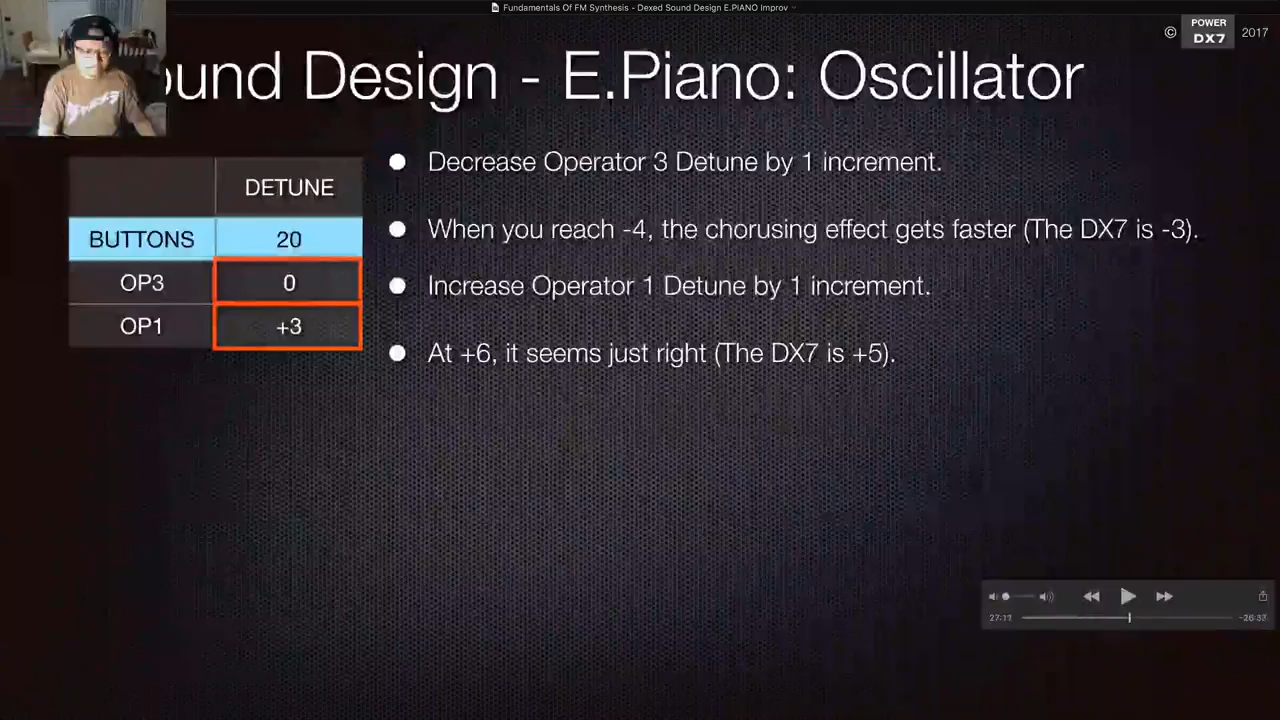 Fundamentals Of FM Synthesis - Dexed Sound Design E.PIANO Improv
© POWER DX7 2017
ound Design - E.Piano: Oscillator
DETUNE
BUTTONS 20
OP3 0
OP1 +3
Decrease Operator 3 Detune by 1 increment.
When you reach -4, the chorusing effect gets faster (The DX7 is -3).
Increase Operator 1 Detune by 1 increment.
At +6, it seems just right (The DX7 is +5).
27:11